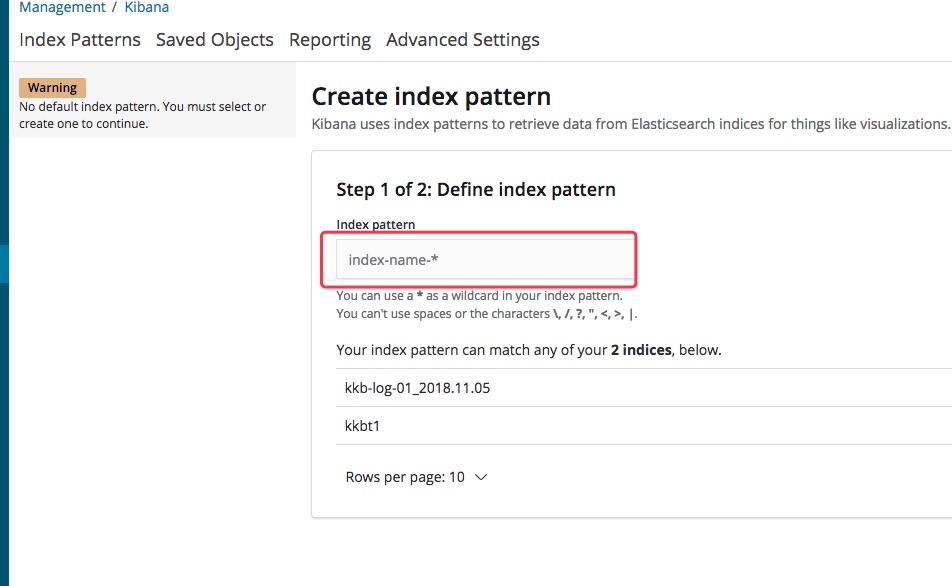 Management / Kibana
Index Patterns Saved Objects Reporting Advanced Settings
Warning
No default index pattern. You must select or
create one to continue.
Create index pattern
Kibana uses index patterns to retrieve data from Elasticsearch indices for things like visualizations.
Step 1 of 2: Define index pattern
Index pattern
index-name-*
You can use a * as a wildcard in your index pattern.
You can't use spaces or the characters \, /, ?, ", <, >, |.
Your index pattern can match any of your 2 indices, below.
kkb-log-01_2018.11.05
kkbt1
Rows per page: 10